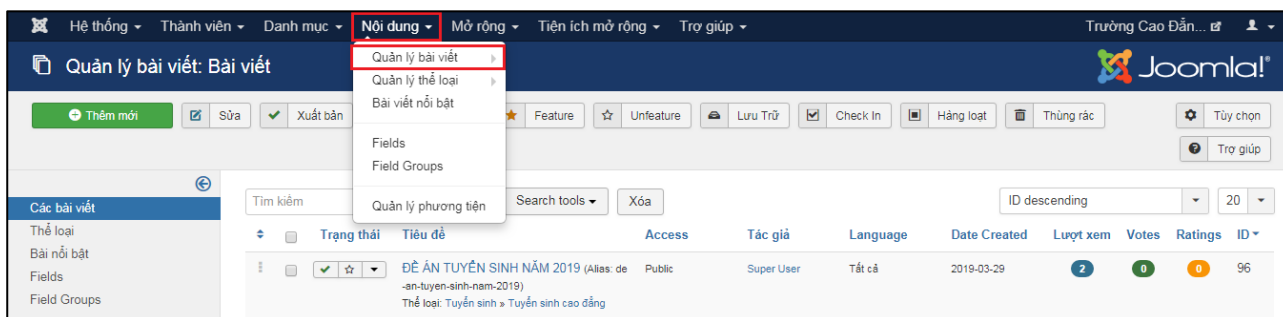 Hệ thống Thành viên Danh mục Nội dung Mở rộng Tiện ích mở rộng Trợ giúp Trường Cao Đẳn...
Quản lý bài viết: Bài viết
Joomla!®
Quản lý bài viết
Quản lý thể loại
Bài viết nổi bật
Fields
Field Groups
Quản lý phương tiện
Thêm mới Sửa Xuất bản Feature Unfeature Lưu Trữ Check In Hàng loạt Thùng rác Tùy chọn
Trợ giúp
Các bài viết
Thể loại
Bài nổi bật
Fields
Field Groups
Tìm kiếm Search tools Xóa ID descending 20
Trạng thái Tiêu đề Access Tác giả Language Date Created Lượt xem Votes Ratings ID
ĐỀ ÁN TUYỂN SINH NĂM 2019 (Alias: de Public Super User Tất cả 2019-03-29 2 0 0 96
-an-tuyen-sinh-nam-2019)
Thể loại: Tuyển sinh » Tuyển sinh cao đẳng